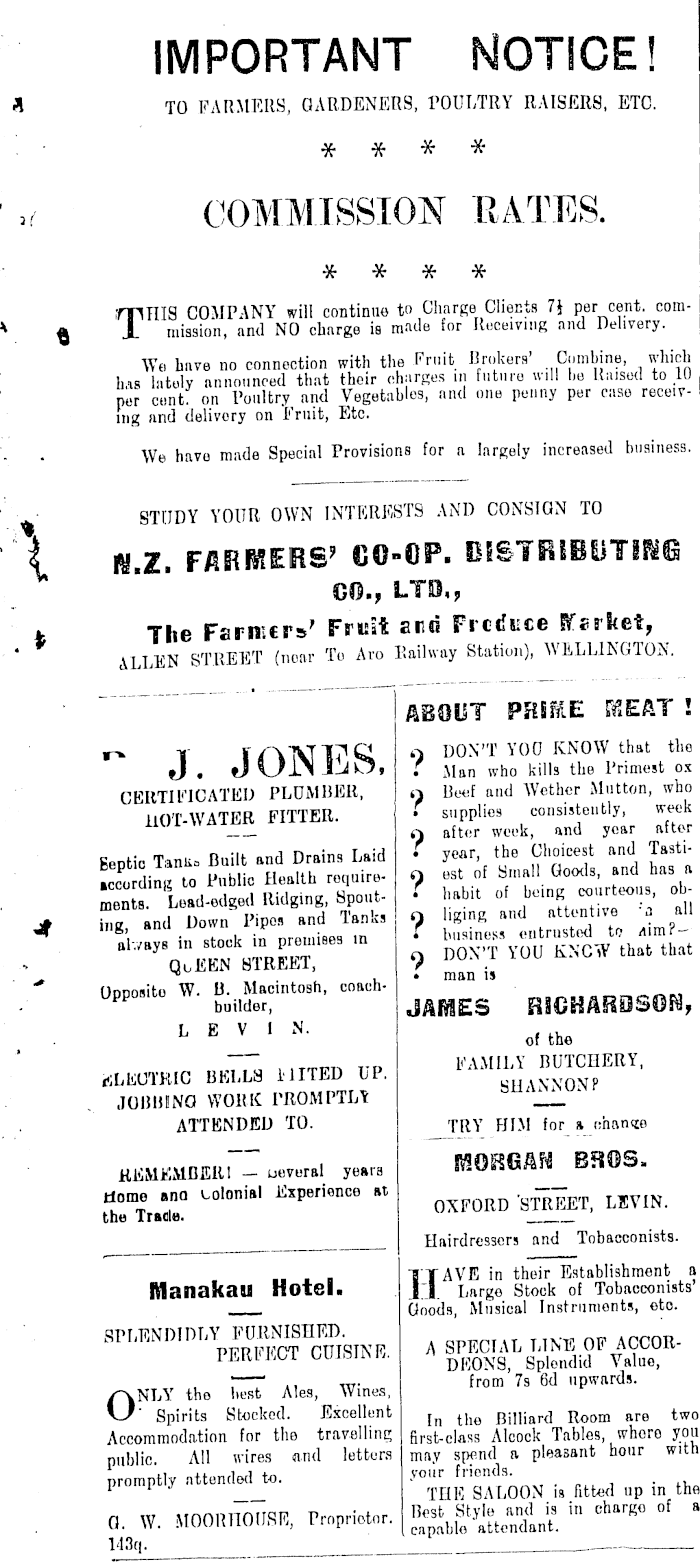 IMPORTANT NOTICE!
TO FARMERS, GARDENERS, POULTRY RAISERS, ETC.
* * * *
COMMISSION RATES.
* * * *
THIS COMPANY will continue to Charge Clients 7½ per cent. com-
mission, and NO charge is made for Receiving and Delivery.
We have no connection with the Fruit Brokers' Combine, which
has lately announced that their charges in future will be Raised to 10
per cent. on Poultry and Vegetables, and one penny per case receiv-
ing and delivery on Fruit, Etc.
We have made Special Provisions for a largely increased business.
STUDY YOUR OWN INTERESTS AND CONSIGN TO
N.Z. FARMERS' CO-OP. DISTRIBUTING
CO., LTD.,
The Farmers' Fruit and Produce Market,
ALLEN STREET (near Te Aro Railway Station), WELLINGTON.
J. JONES,
CERTIFICATED PLUMBER,
HOT-WATER FITTER.
Septic Tanks Built and Drains Laid
according to Public Health require-
ments. Lead-edged Ridging, Spout-
ing, and Down Pipes and Tanks
always in stock in premises in
QUEEN STREET,
Opposite W. B. Macintosh, coach-
builder,
LEVIN.
ELECTRIC BELLS FITTED UP.
JOBBING WORK PROMPTLY
ATTENDED TO.
REMEMBER! — Several years
Home and Colonial Experience at
the Trade.
Manakau Hotel.
SPLENDIDLY FURNISHED.
PERFECT CUISINE.
ONLY the best Ales, Wines,
Spirits Stocked. Excellent
Accommodation for the travelling
public. All wires and letters
promptly attended to.
G. W. MOORHOUSE, Proprietor.
143q.
ABOUT PRIME MEAT!
? DON'T YOU KNOW that the
Man who kills the Primest ox
? Beef and Wether Mutton, who
supplies consistently, week
? after week, and year after
year, the Choicest and Tasti-
? est of Small Goods, and has a
habit of being courteous, ob-
? liging and attentive to all
business entrusted to him?—
? DON'T YOU KNOW that that
man is
JAMES RICHARDSON,
of the
FAMILY BUTCHERY,
SHANNON?
TRY HIM for a change
MORGAN BROS.
OXFORD STREET, LEVIN.
Hairdressers and Tobacconists.
HAVE in their Establishment a
Large Stock of Tobacconists'
Goods, Musical Instruments, etc.
A SPECIAL LINE OF ACCOR-
DEONS, Splendid Value,
from 7s 6d upwards.
In the Billiard Room are two
first-class Alcock Tables, where you
may spend a pleasant hour with
your friends.
THE SALOON is fitted up in the
Best Style and is in charge of a
capable attendant.